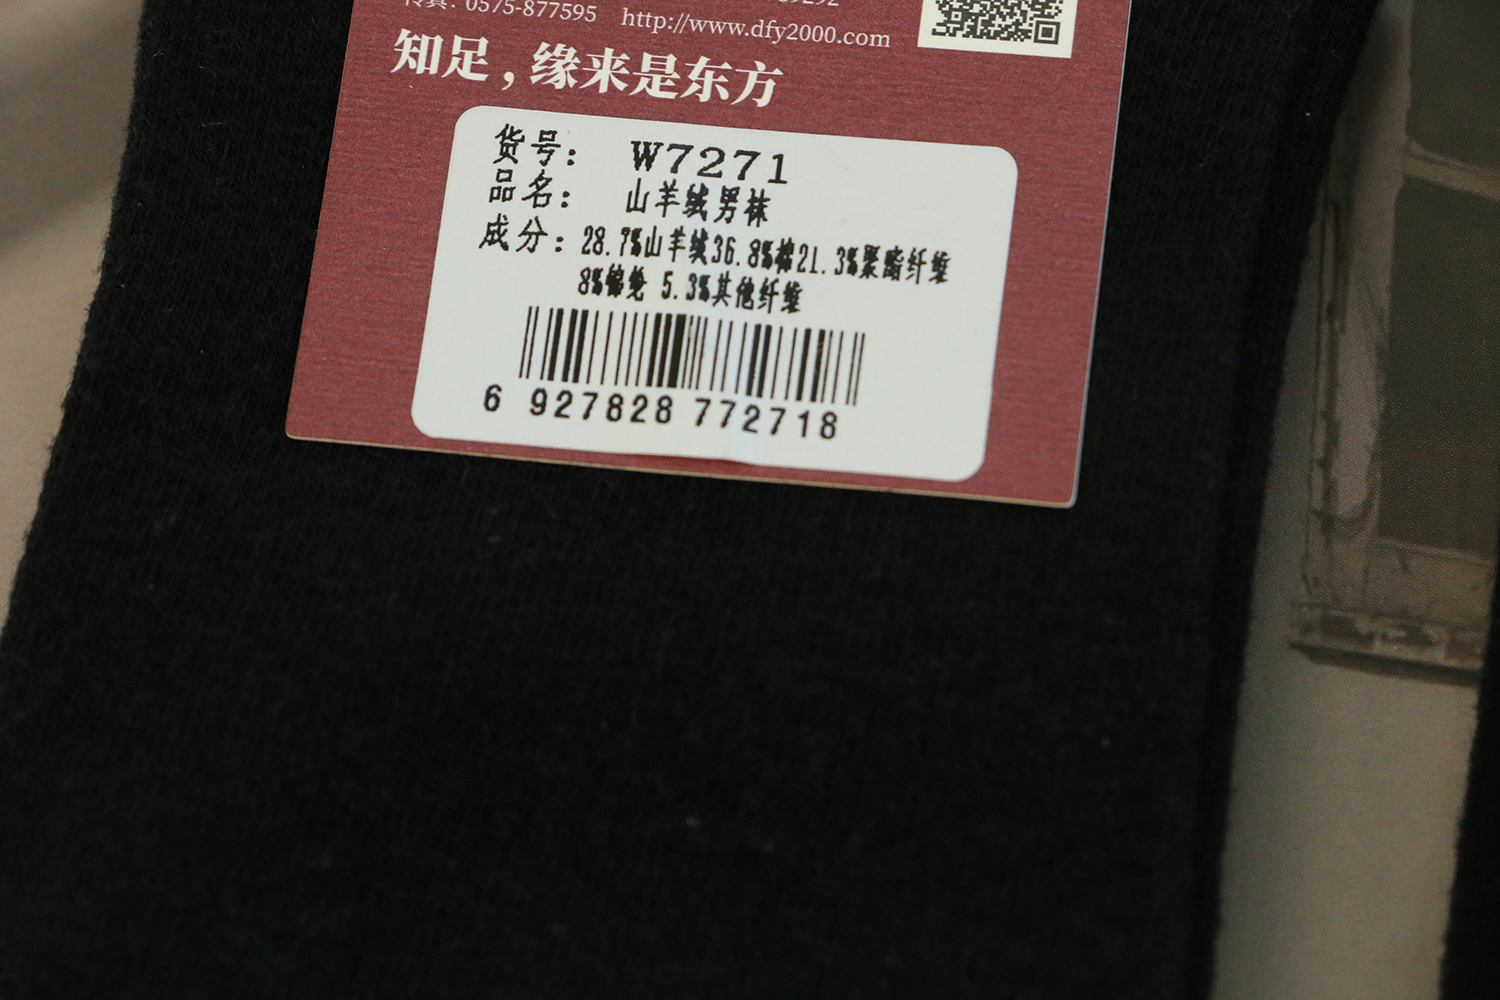 传真: 0575-877595 http://www.dfy2000.com
知足,缘来是东方
货号: W7271
品名: 山羊绒男袜
成分: 28.7%山羊绒36.8%棉21.3%聚酯纤维
8%锦纶 5.3%其他纤维
6 927828 772718